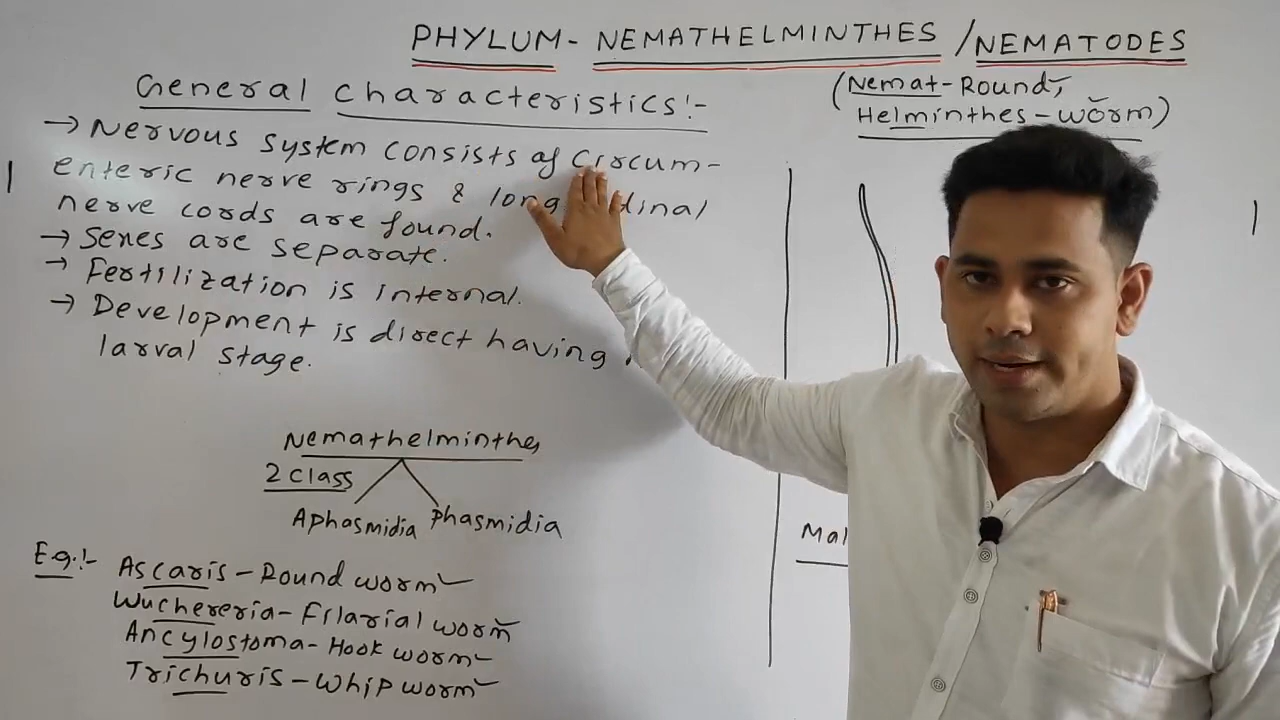 PHYLUM- NEMATHELMINTHES / NEMATODES
(Nemat-Round,
Helminthes-worm)
General characteristics:-
→ Nervous system consists of Circum-
enteric nerve rings & dinal
nerve cords are found.
→ Sexes are separate.
→ Fertilization is internal.
→ Development is direct having
larval stage.
Nemathelminthes
2 Class
Aphasmidia Phasmidia
Eg:-
Ascaris - Round worm
Wuchereria - Filarial worm
Ancylostoma - Hook worm
Trichuris - Whip worm
Mal